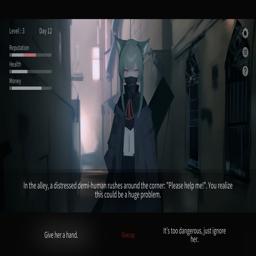 Level : 3 Day 12
Reputation
Health
Money
?
In the alley, a distressed demi-human rushes around the corner: "Please help me!". You realize
this could be a huge problem.
Give her a hand.
It's too dangerous, just ignore
her.